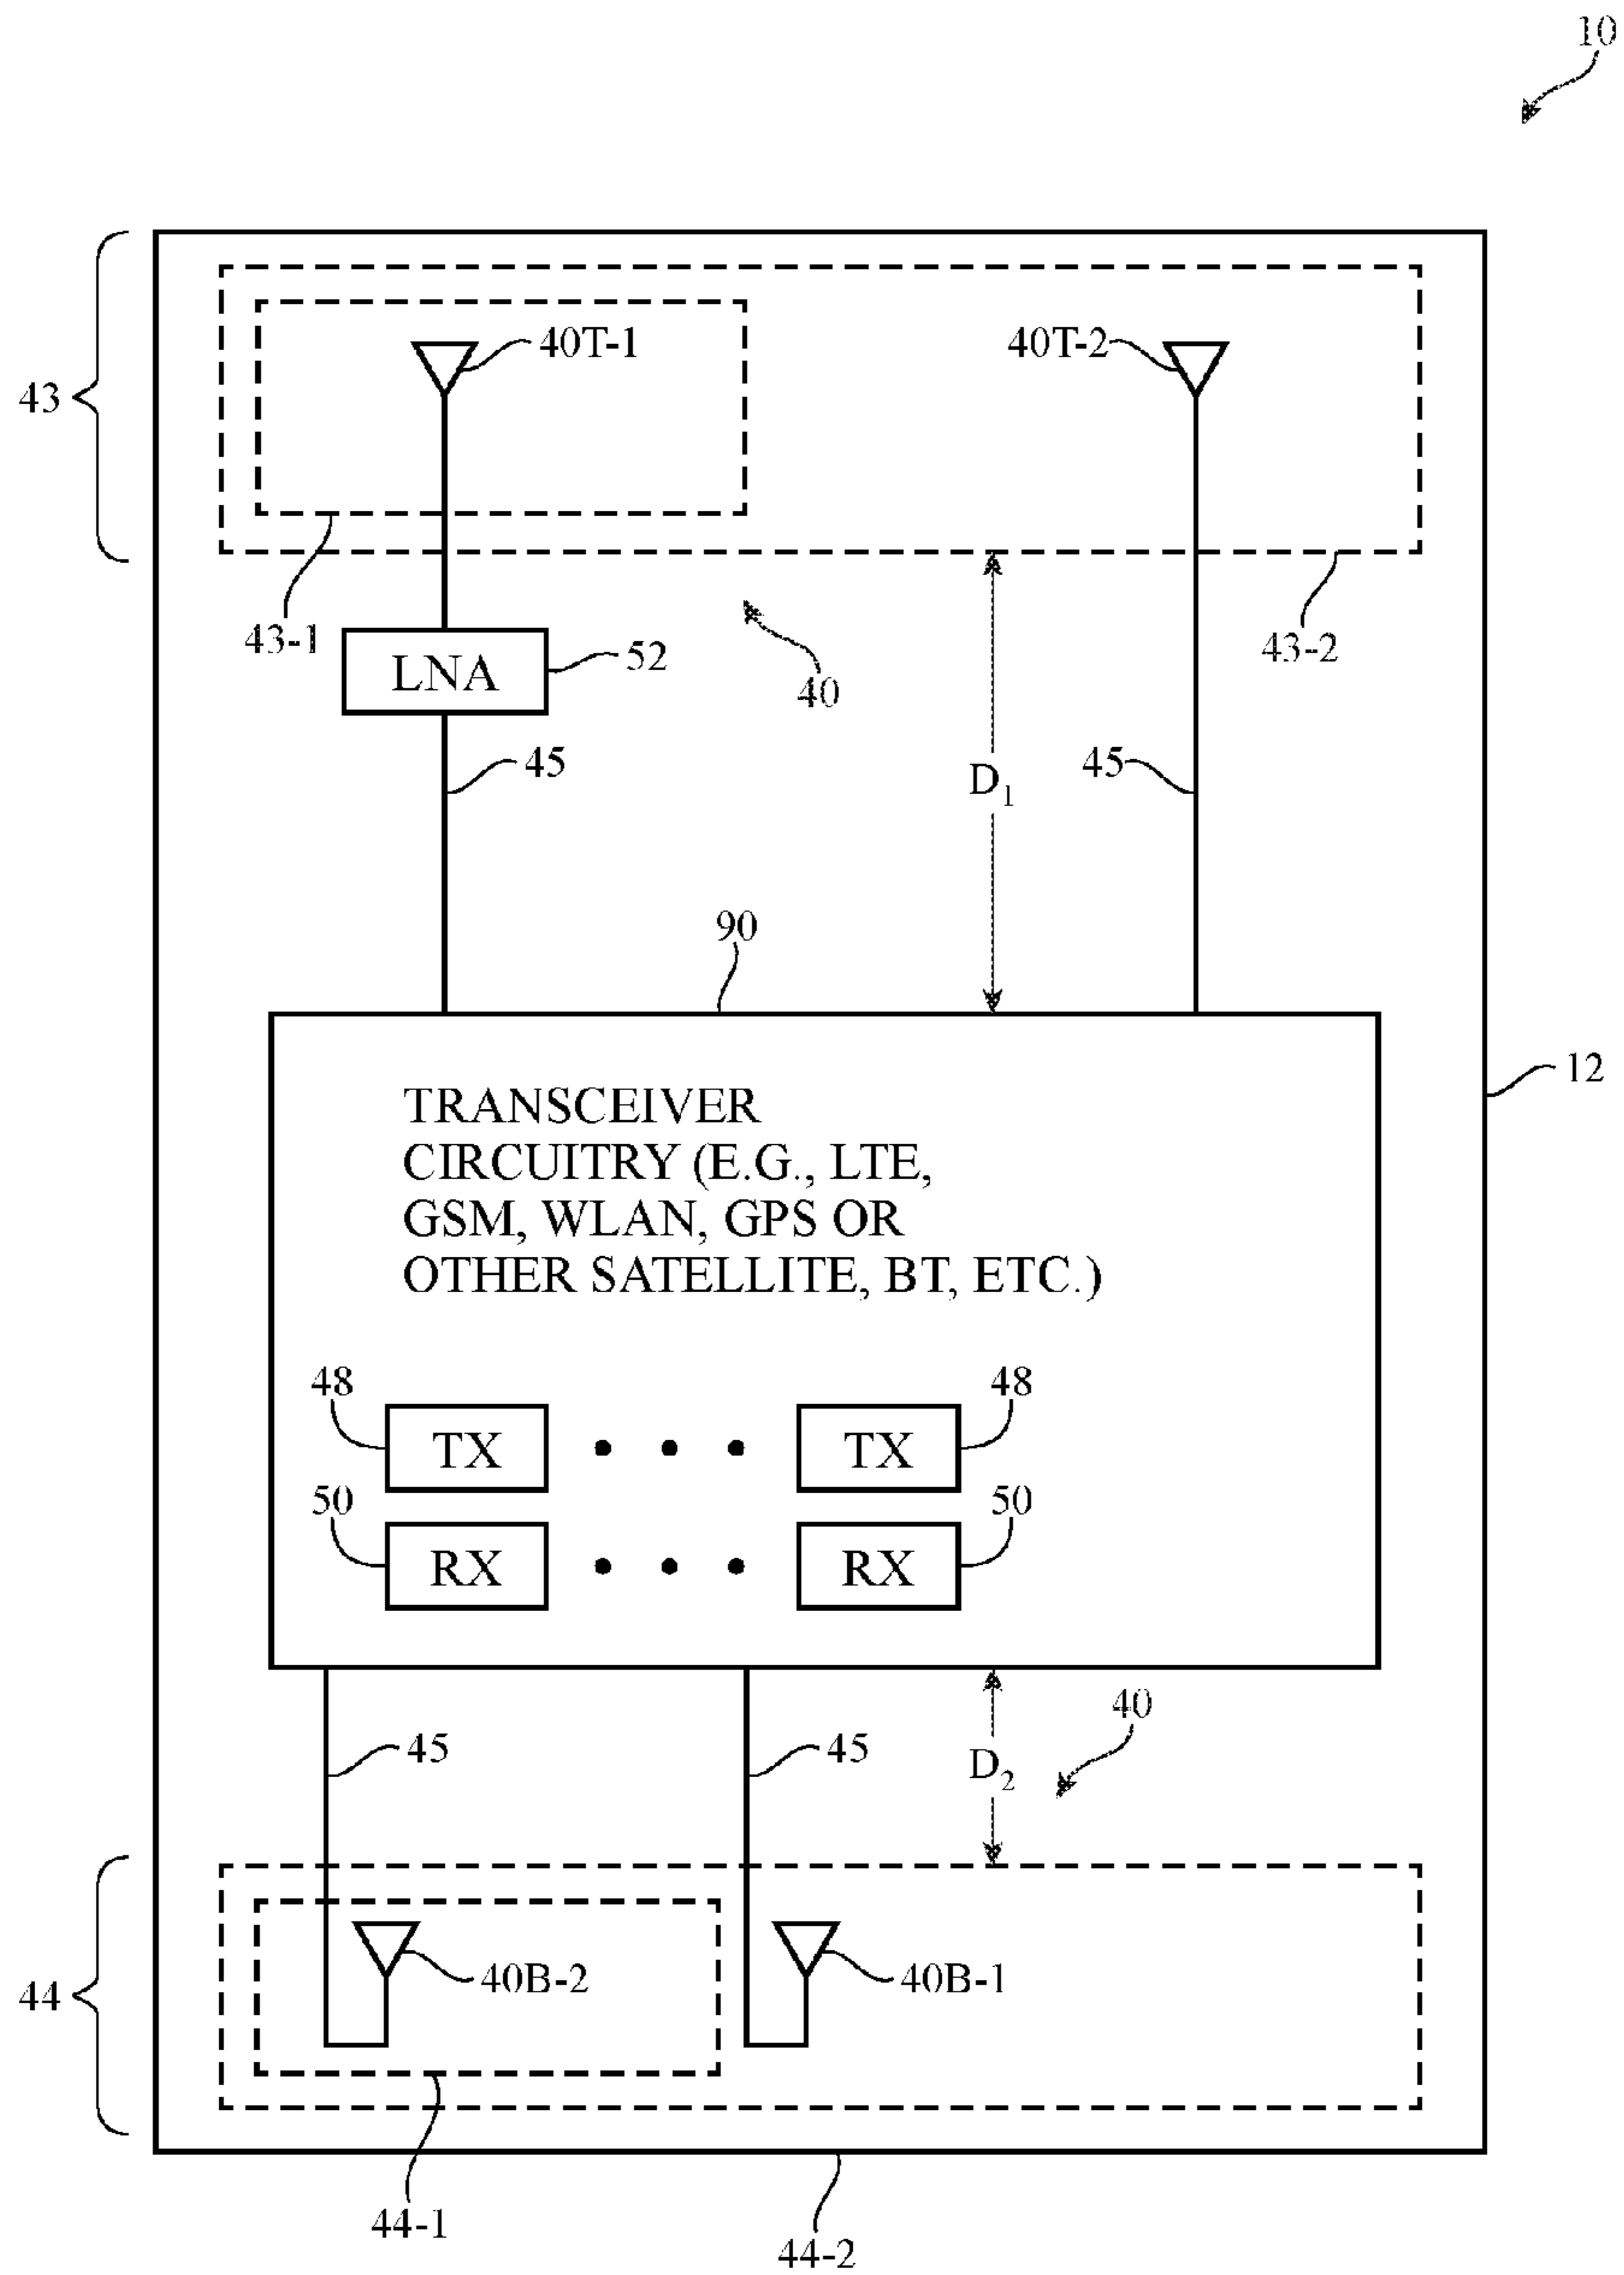 10
43
40T-1
40T-2
43-1
LNA
52
40
43-2
45
D1
45
90
12
TRANSCEIVER
CIRCUITRY (E.G., LTE,
GSM, WLAN, GPS OR
OTHER SATELLITE, BT, ETC.)
48
TX
TX
48
50
RX
RX
50
45
45
D2
40
44
40B-2
40B-1
44-1
44-2